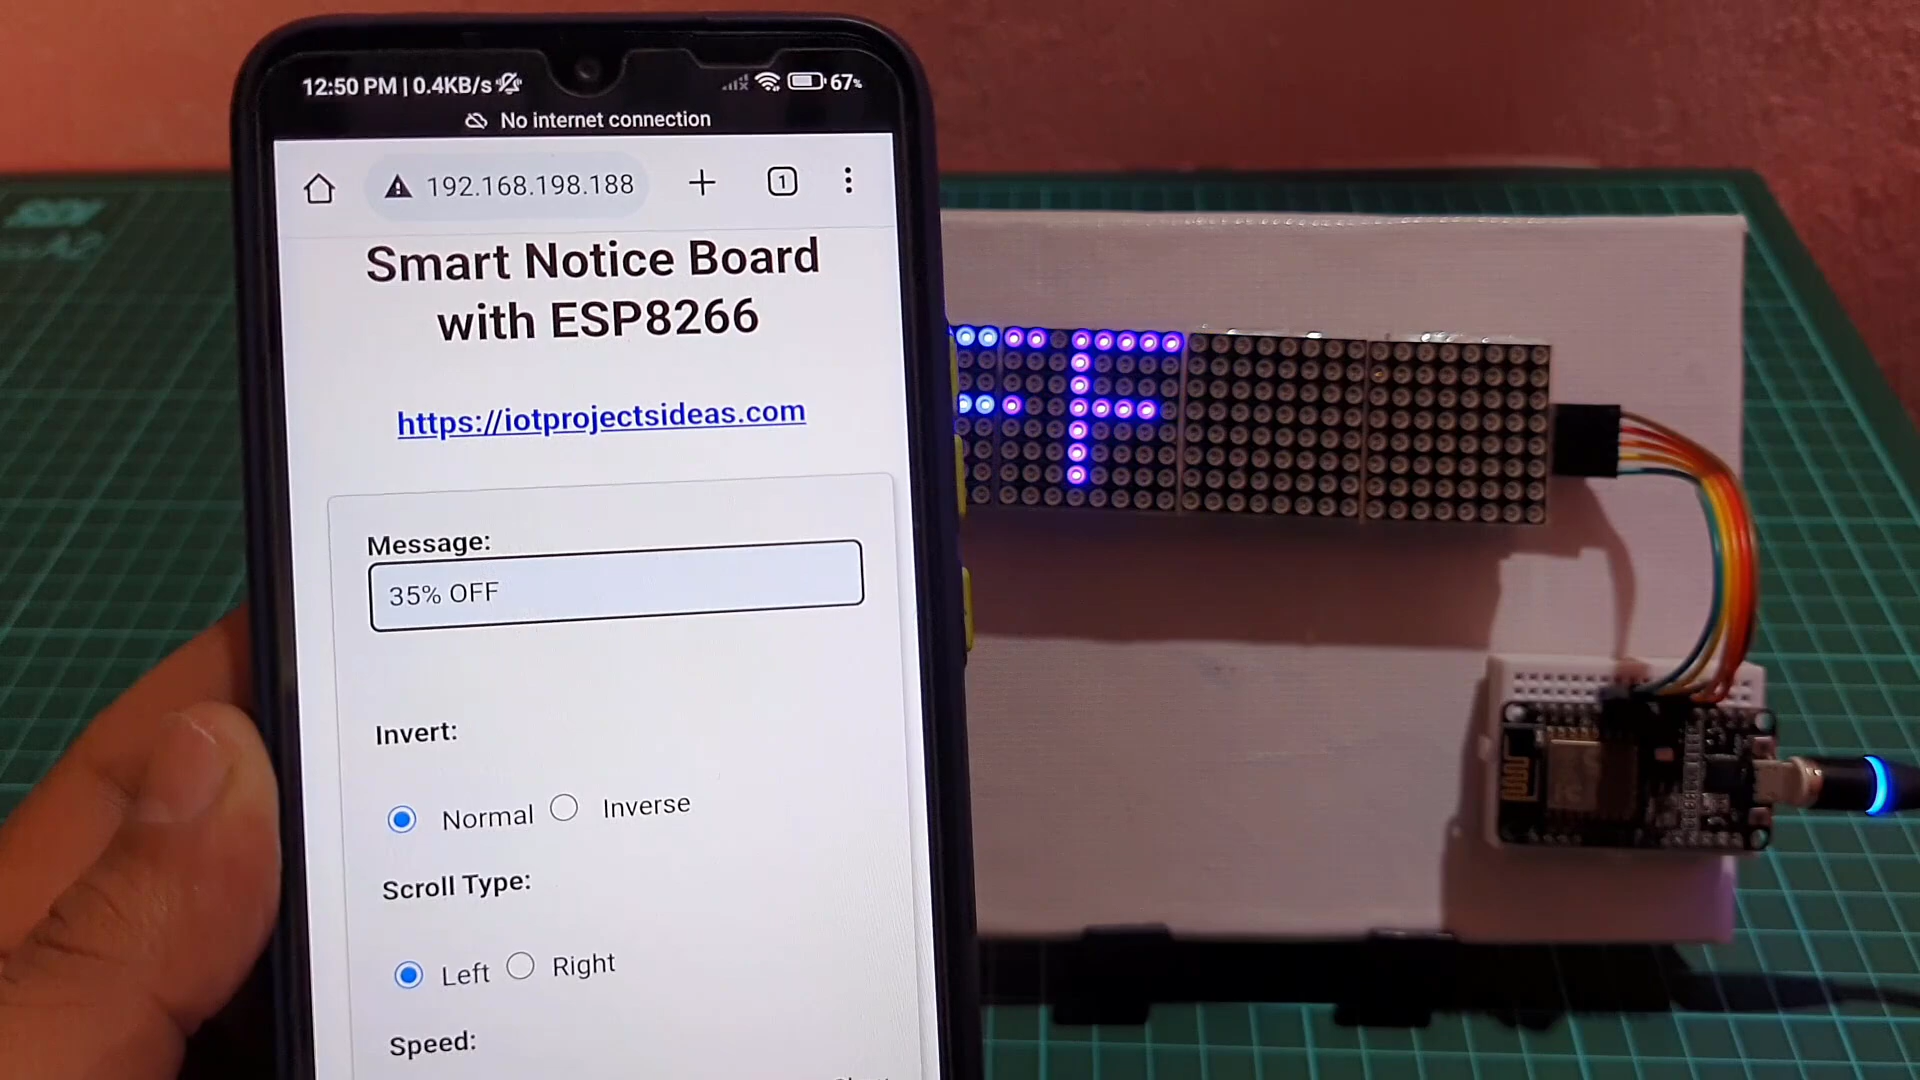 12:50 PM | 0.4KB/s 67%
No internet connection
192.168.198.188 1
Smart Notice Board
with ESP8266
https://iotprojectsideas.com
Message:
35% OFF
Invert:
Normal Inverse
Scroll Type:
Left Right
Speed:
F